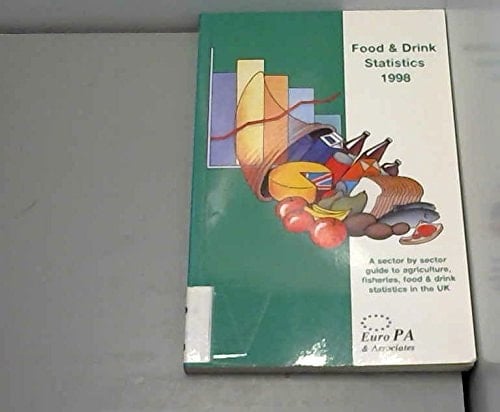 Food & Drink
Statistics
1998
A sector by sector
guide to agriculture,
fisheries, food & drink
statistics in the UK
Euro PA
& Associates